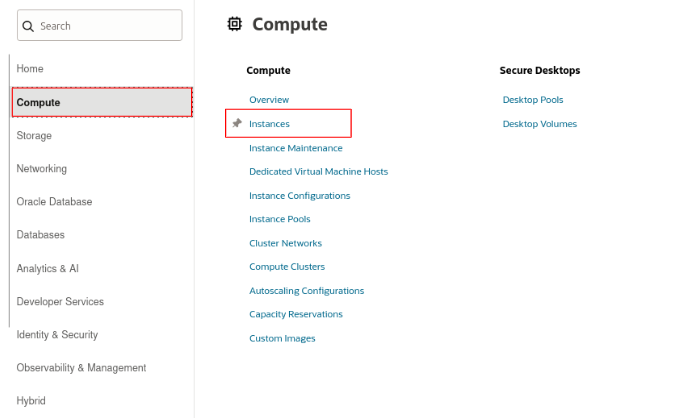 Search
Home
Compute
Storage
Networking
Oracle Database
Databases
Analytics & AI
Developer Services
Identity & Security
Observability & Management
Hybrid
Compute
Compute
Overview
Instances
Instance Maintenance
Dedicated Virtual Machine Hosts
Instance Configurations
Instance Pools
Cluster Networks
Compute Clusters
Autoscaling Configurations
Capacity Reservations
Custom Images
Secure Desktops
Desktop Pools
Desktop Volumes